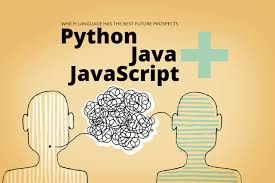 WHICH LANGUAGE HAS THE BEST FUTURE PROSPECTS
Python
Java
JavaScript